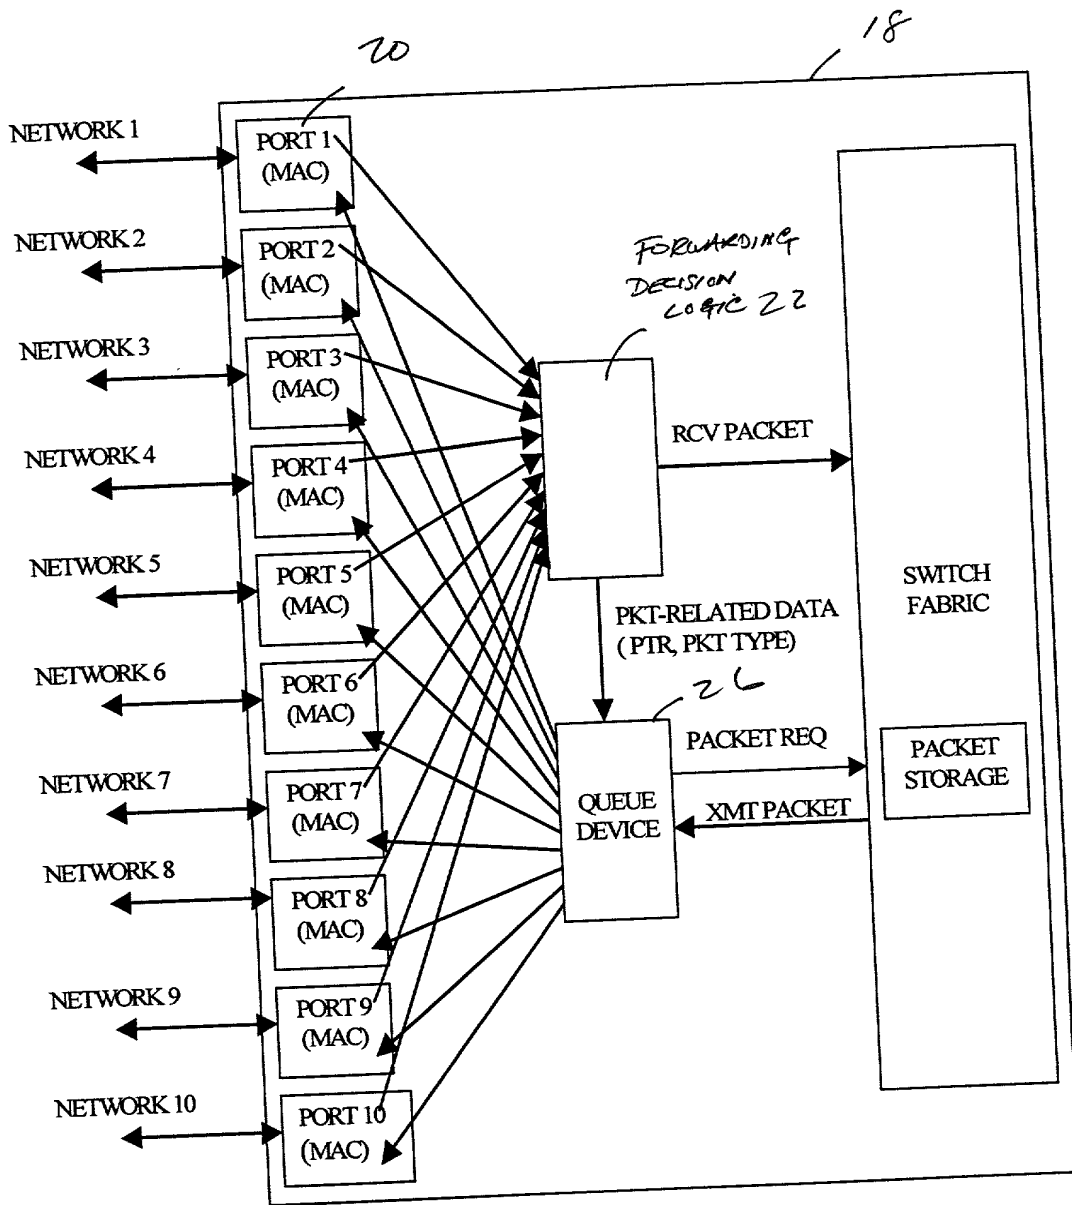 20
18
NETWORK 1
PORT 1
(MAC)
NETWORK 2
PORT 2
(MAC)
FORWARDING
DECISION
LOGIC 22
NETWORK 3
PORT 3
(MAC)
NETWORK 4
PORT 4
(MAC)
RCV PACKET
NETWORK 5
PORT 5
(MAC)
SWITCH
FABRIC
PKT-RELATED DATA
( PTR, PKT TYPE)
NETWORK 6
PORT 6
(MAC)
26
PACKET REQ
PACKET
STORAGE
NETWORK 7
PORT 7
(MAC)
QUEUE
DEVICE
XMT PACKET
NETWORK 8
PORT 8
(MAC)
NETWORK 9
PORT 9
(MAC)
NETWORK 10
PORT 10
(MAC)